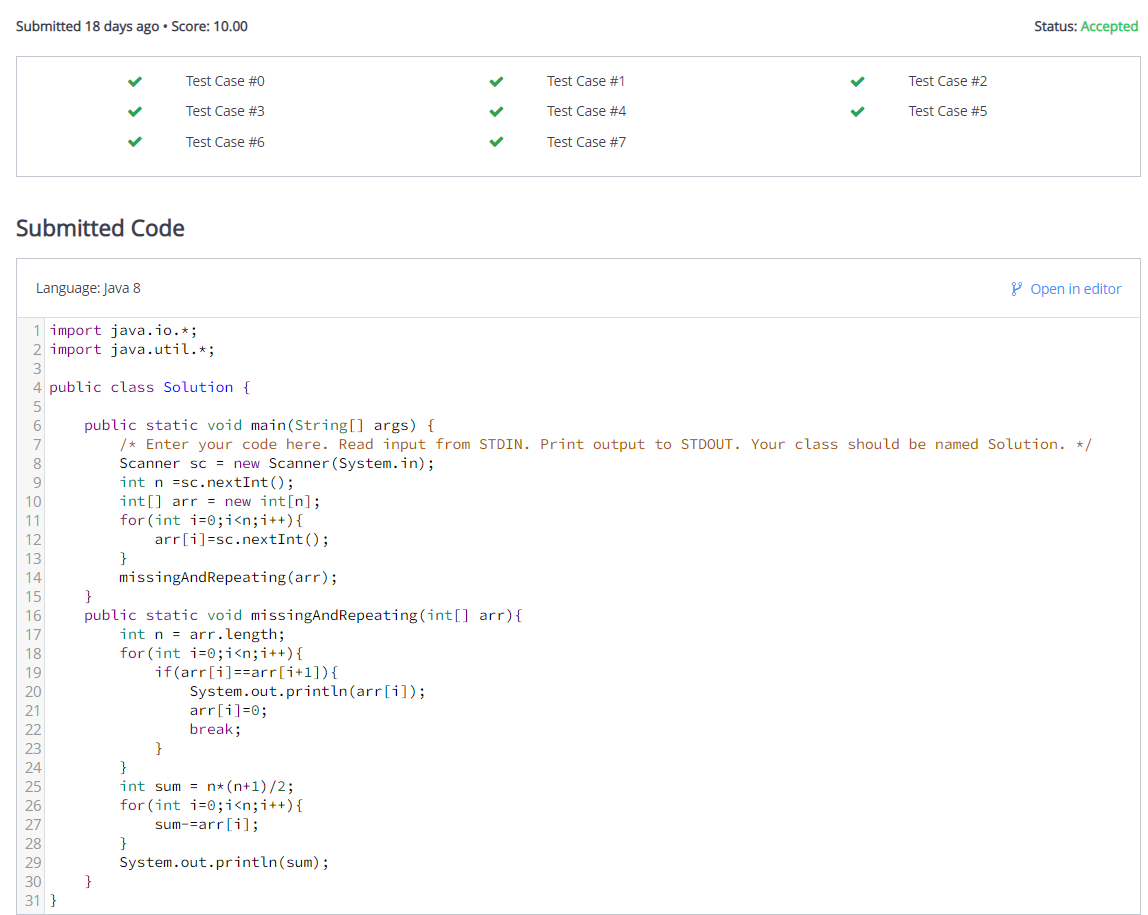 Submitted 18 days ago • Score: 10.00
Status: Accepted
Test Case #0
Test Case #1
Test Case #2
Test Case #3
Test Case #4
Test Case #5
Test Case #6
Test Case #7
Submitted Code
Language: Java 8
Open in editor
1 import java.io.*;
2 import java.util.*;
3
4 public class Solution {
5
6     public static void main(String[] args) {
7         /* Enter your code here. Read input from STDIN. Print output to STDOUT. Your class should be named Solution. */
8         Scanner sc = new Scanner(System.in);
9         int n =sc.nextInt();
10         int[] arr = new int[n];
11         for(int i=0;i<n;i++){
12             arr[i]=sc.nextInt();
13         }
14         missingAndRepeating(arr);
15     }
16     public static void missingAndRepeating(int[] arr){
17         int n = arr.length;
18         for(int i=0;i<n;i++){
19             if(arr[i]==arr[i+1]){
20                 System.out.println(arr[i]);
21                 arr[i]=0;
22                 break;
23             }
24         }
25         int sum = n*(n+1)/2;
26         for(int i=0;i<n;i++){
27             sum-=arr[i];
28         }
29         System.out.println(sum);
30     }
31 }